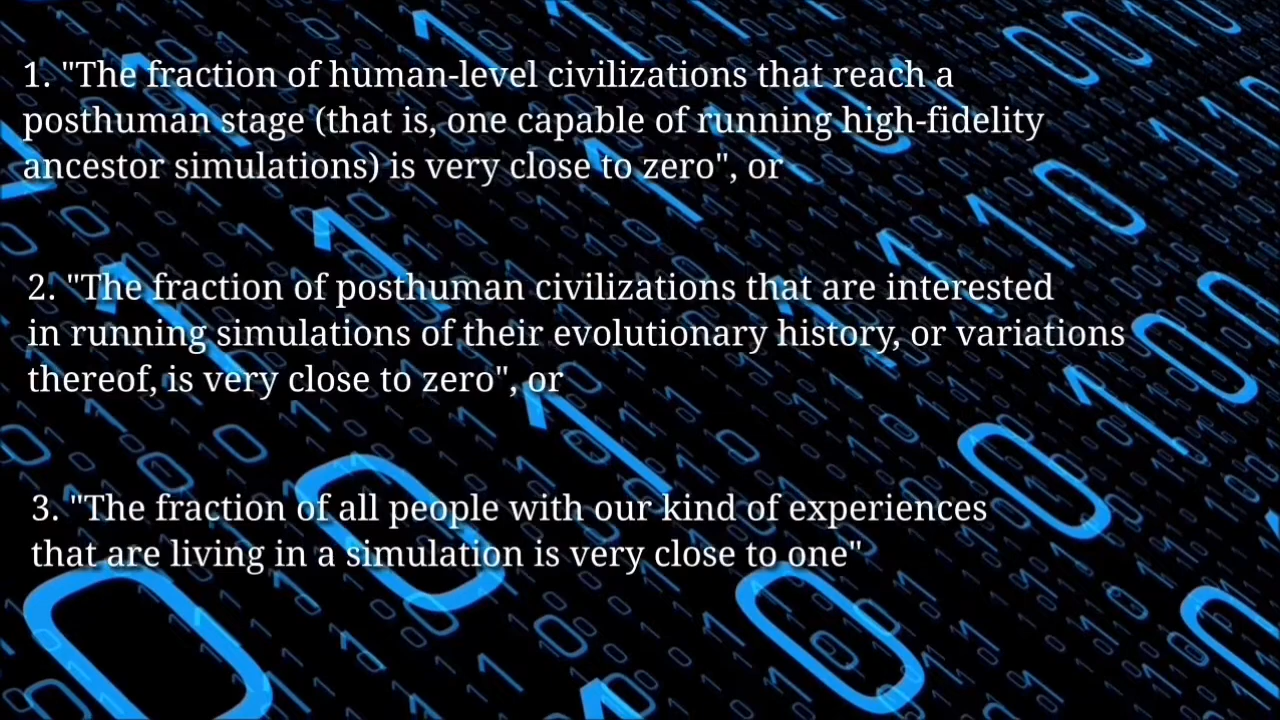 1. "The fraction of human-level civilizations that reach a
posthuman stage (that is, one capable of running high-fidelity
ancestor simulations) is very close to zero", or
2. "The fraction of posthuman civilizations that are interested
in running simulations of their evolutionary history, or variations
thereof, is very close to zero", or
3. "The fraction of all people with our kind of experiences
that are living in a simulation is very close to one"